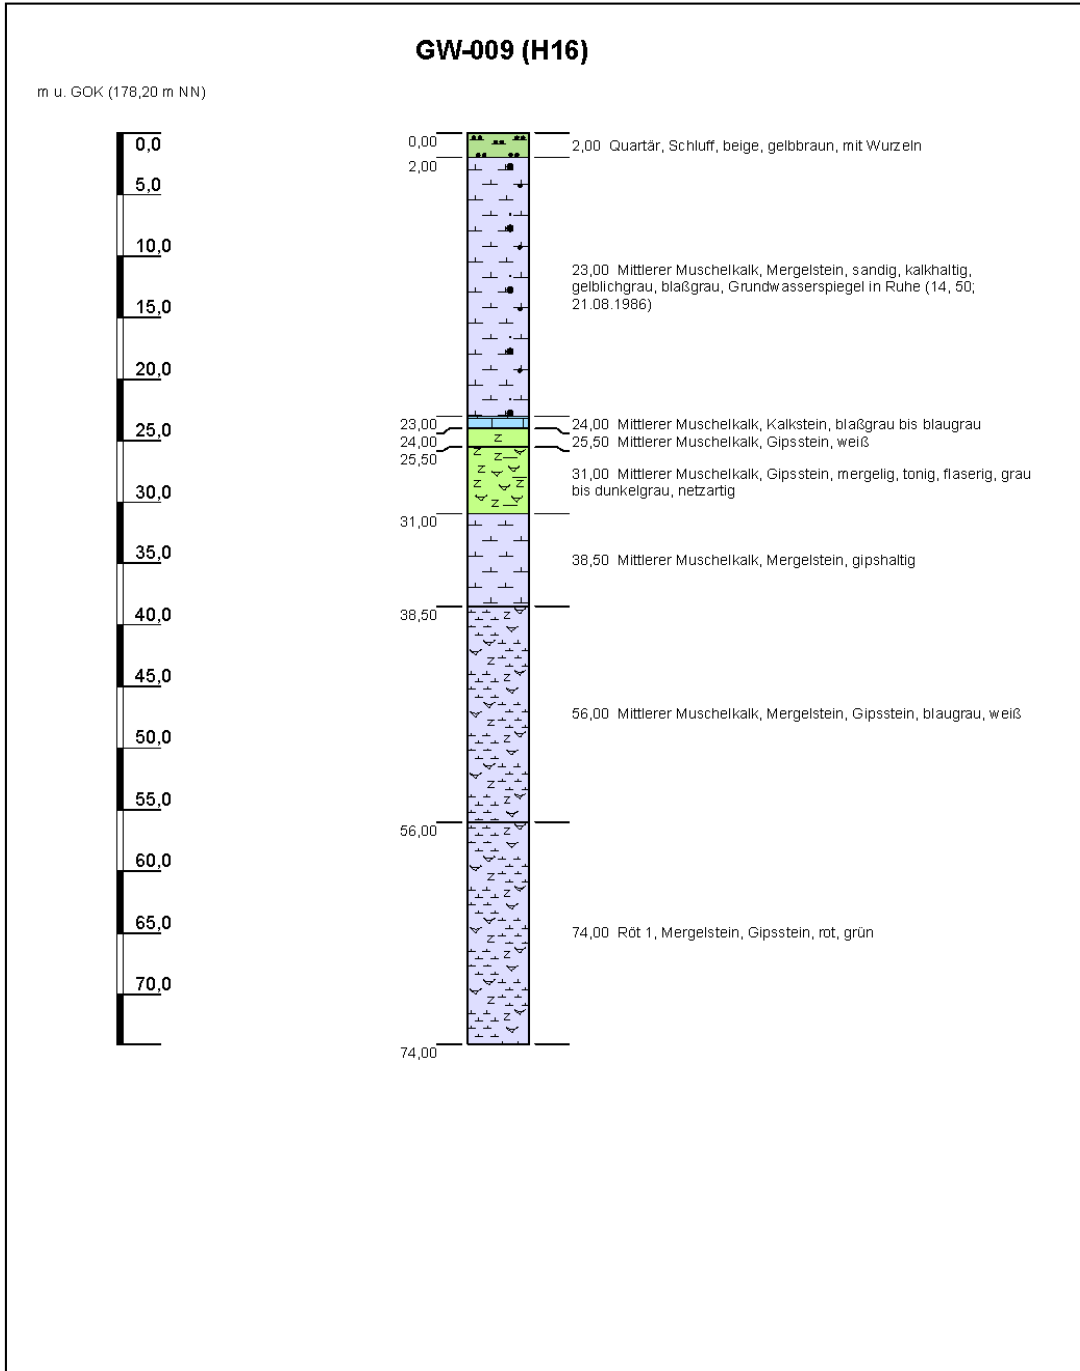 GW-009 (H16)
m u. GOK (178,20 m NN)
0,0
5,0
10,0
15,0
20,0
25,0
30,0
35,0
40,0
45,0
50,0
55,0
60,0
65,0
70,0
0,00
2,00
23,00
24,00
25,50
31,00
38,50
56,00
74,00
2,00 Quartär, Schluff, beige, gelbbraun, mit Wurzeln
23,00 Mittlerer Muschelkalk, Mergelstein, sandig, kalkhaltig,
gelblichgrau, blaßgrau, Grundwasserspiegel in Ruhe (14, 50;
21.08.1986)
24,00 Mittlerer Muschelkalk, Kalkstein, blaßgrau bis blaugrau
25,50 Mittlerer Muschelkalk, Gipsstein, weiß
31,00 Mittlerer Muschelkalk, Gipsstein, mergelig, tonig, flaserig, grau
bis dunkelgrau, netzartig
38,50 Mittlerer Muschelkalk, Mergelstein, gipshaltig
56,00 Mittlerer Muschelkalk, Mergelstein, Gipsstein, blaugrau, weiß
74,00 Röt 1, Mergelstein, Gipsstein, rot, grün